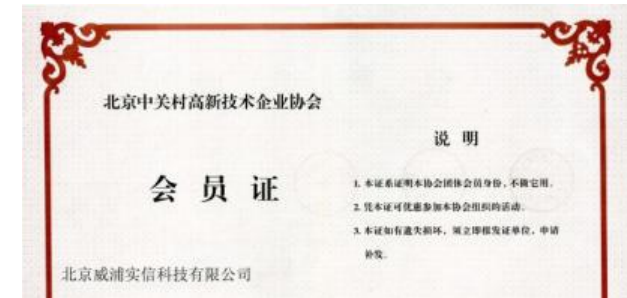 北京中关村高新技术企业协会
会员证
北京威浦实信科技有限公司
说明
1. 本证系证明本协会团体会员身份，不做它用。
2. 凭本证可优惠参加本协会组织的活动。
3. 本证如有遗失损坏，须立即报发证单位，申请
补发。